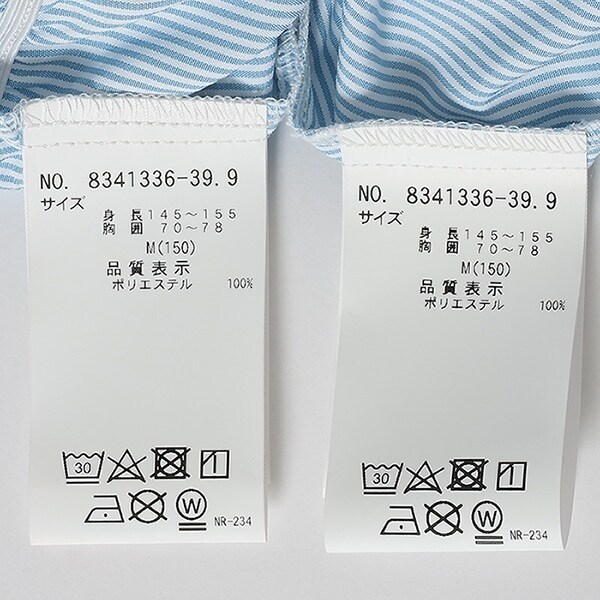 NO. 8341336-39.9
サイズ
身 長 145～155
胸 囲 70～78
M(150)
品質表示
ポリエステル 100%
30
W
NR-234
NO. 8341336-39.9
サイズ
身 長 145～155
胸 囲 70～78
M(150)
品質表示
ポリエステル 100%
30
W
NR-234